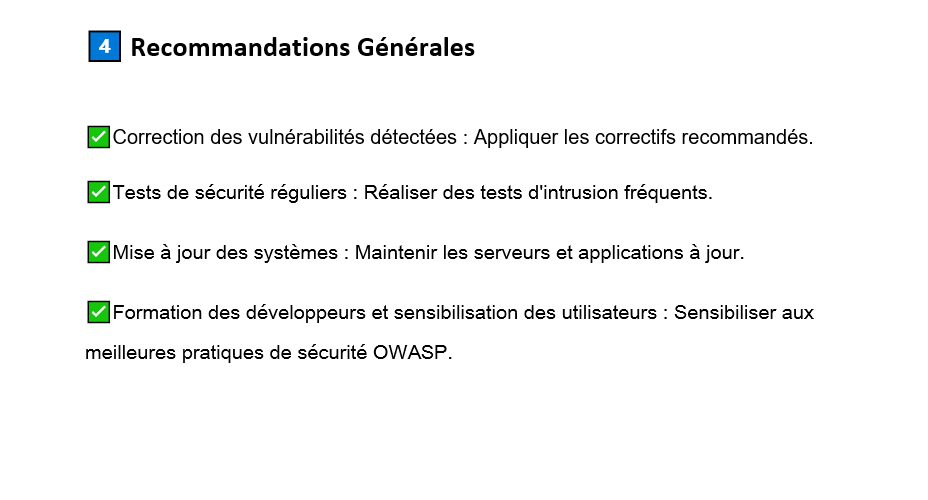 4 Recommandations Générales
✅Correction des vulnérabilités détectées : Appliquer les correctifs recommandés.
✅Tests de sécurité réguliers : Réaliser des tests d'intrusion fréquents.
✅Mise à jour des systèmes : Maintenir les serveurs et applications à jour.
✅Formation des développeurs et sensibilisation des utilisateurs : Sensibiliser aux
meilleures pratiques de sécurité OWASP.